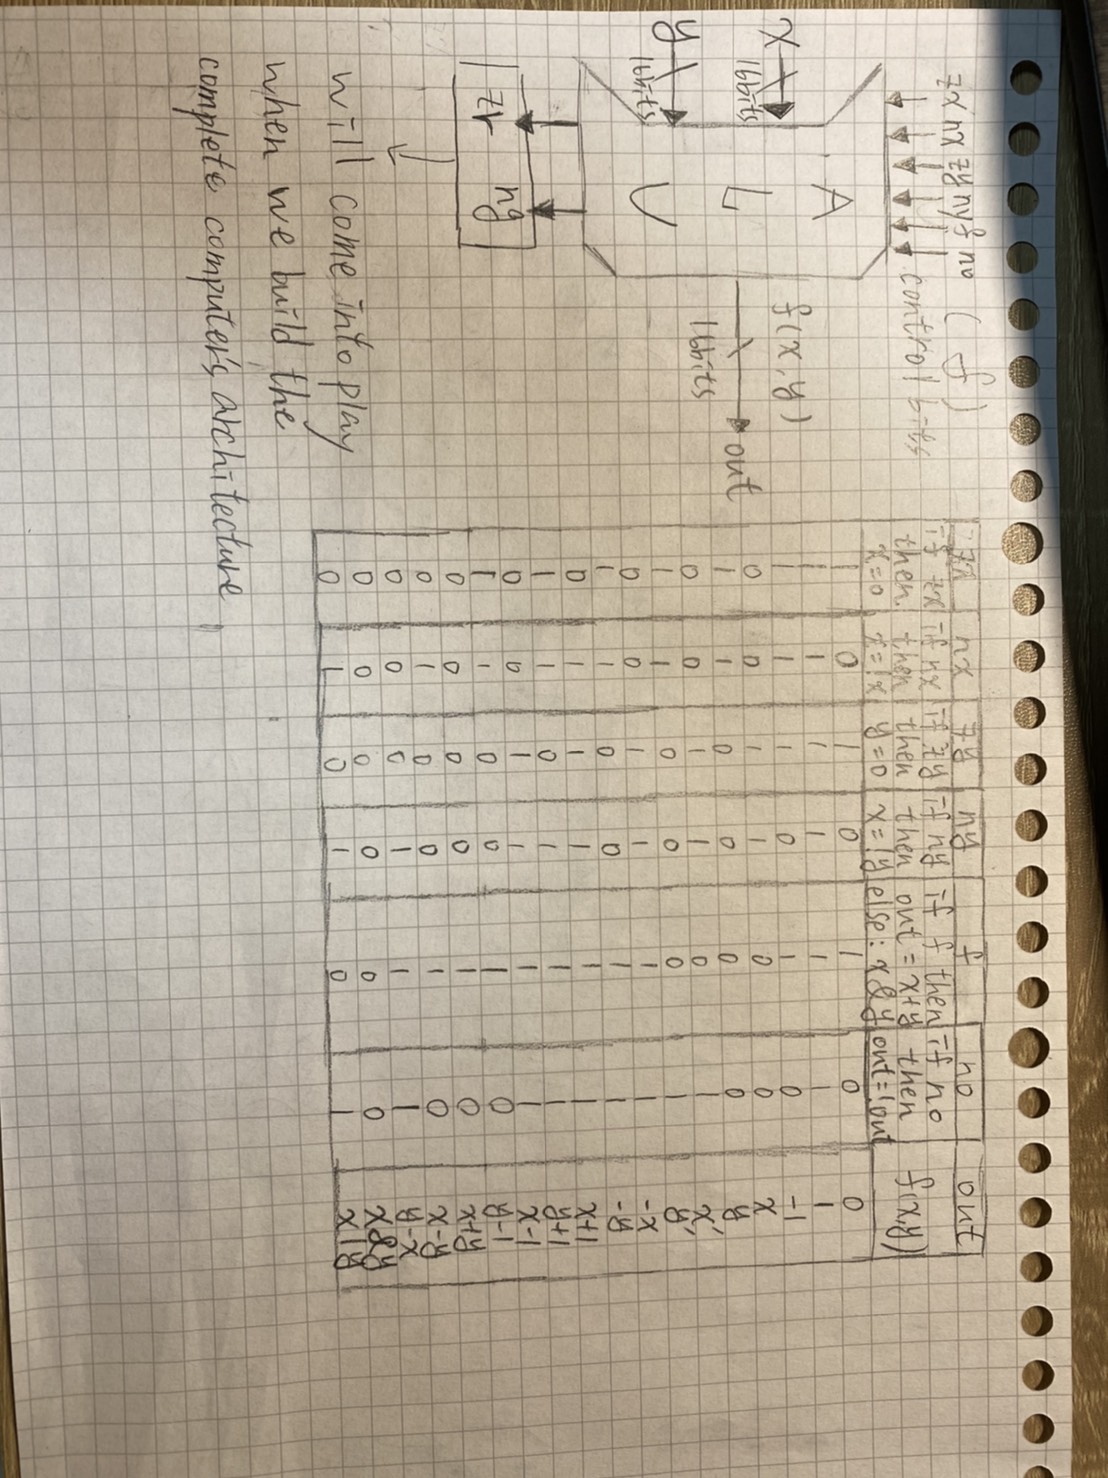 zx nx zy ny f no ( f )
control bits
A
L
U
x
16bits
y
16bits
f(x,y)
out
16bits
zr ng
will come into play
when we build the
complete computer's architecture
zx nx zy ny f no out
if zx if nx if zy if ny if f then if no
then then then then out = x+y then f(x,y)
x=0 x=!x y=0 x=!y else: x&y out=!out
1 0 1 0 1 0 0
1 1 1 1 1 1 1
1 1 1 0 1 0 -1
0 0 1 1 0 0 x
1 1 0 0 0 0 y
0 0 1 1 0 1 x'
1 1 0 0 0 1 y'
0 0 1 1 1 1 -x
1 1 0 0 1 1 -y
0 1 1 1 1 1 x+1
1 1 0 1 1 1 y+1
0 0 1 1 1 1 x-1
1 1 0 0 1 0 y-1
0 0 0 0 1 0 x+y
0 1 0 0 1 0 x-y
0 0 0 1 1 1 y-x
0 0 0 0 0 0 x&y
0 1 0 1 0 1 x|y